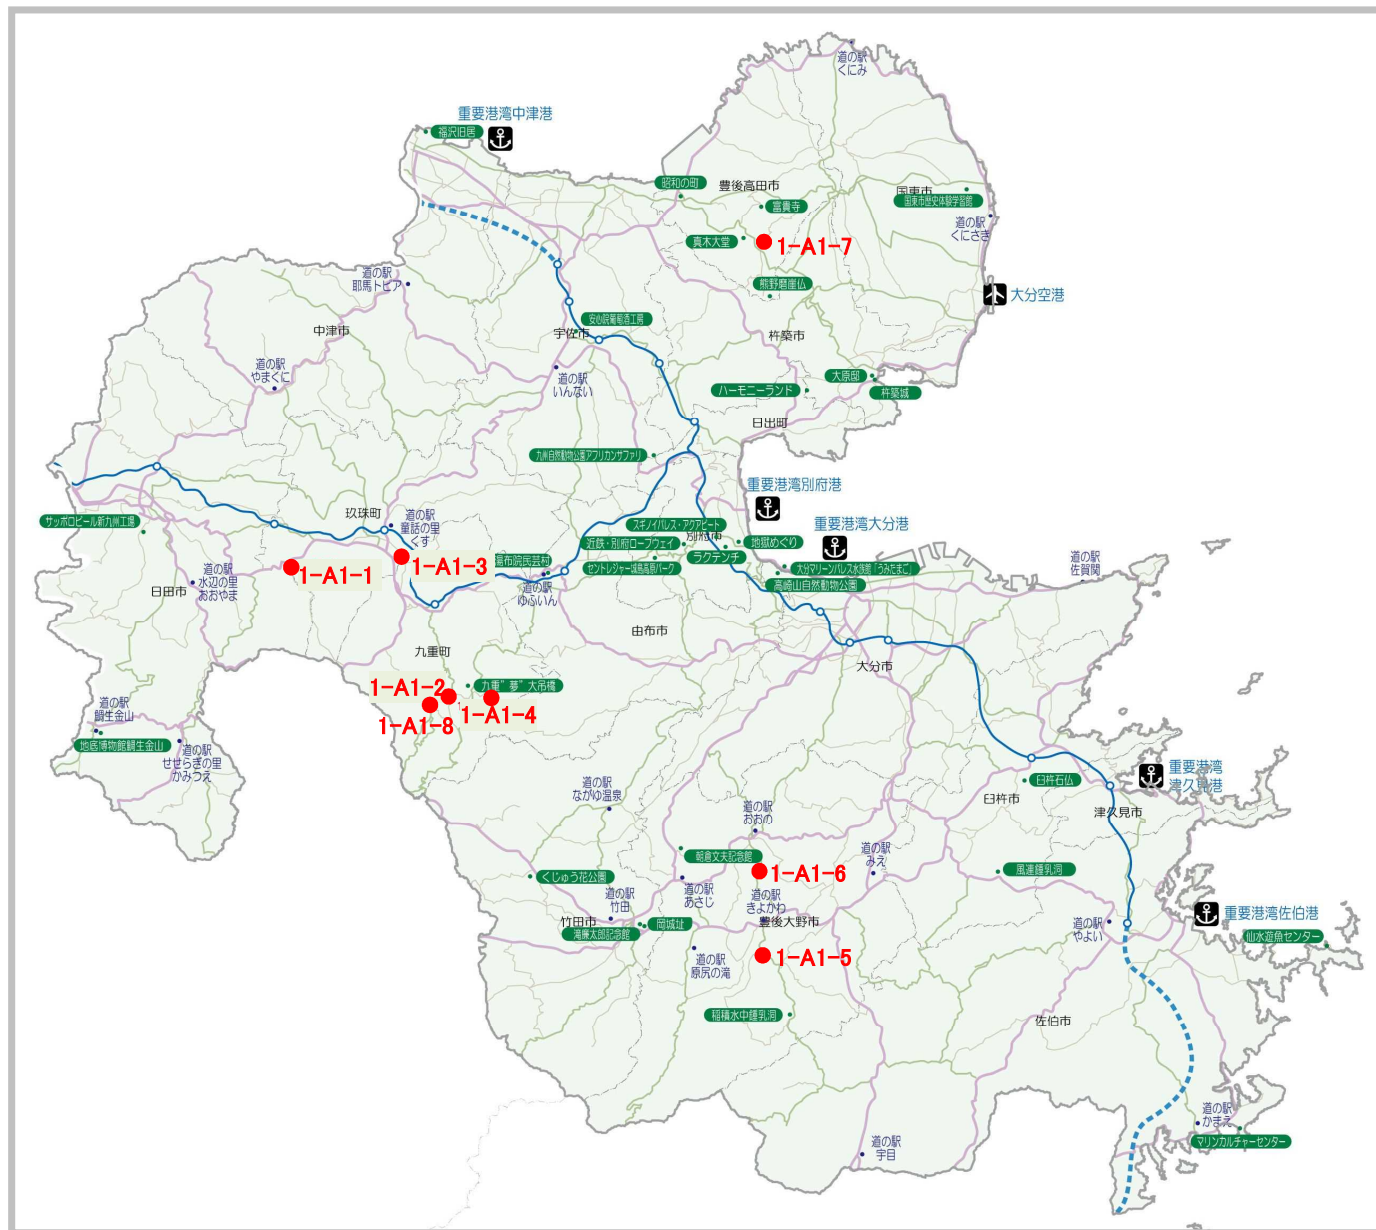 道の駅
くにみ
重要港湾中津港
福沢旧居
昭和の町
豊後高田市
富貴寺
国東市
国東市歴史体験学習館
道の駅
くにさき
真木大堂
1-A1-7
道の駅
耶馬トピア
熊野磨崖仏
大分空港
中津市
宇佐市
安心院葡萄酒工房
杵築市
道の駅
やまくに
道の駅
いんない
ハーモニーランド
大原邸
杵築城
日出町
九州自然動物公園アフリカンサファリ
重要港湾別府港
玖珠町
道の駅
童話の里
くす
サッポロビール新九州工場
スギノイパレス・アクアビート
別府市
重要港湾大分港
近鉄・別府ロープウェイ
地獄めぐり
ラクテンチ
1-A1-1
1-A1-3
湯布院民芸村
セントレジャー城島高原パーク
大分マリーンパレス水族館「うみたまご」
高崎山自然動物公園
道の駅
佐賀関
道の駅
水辺の里
おおやま
日田市
道の駅
ゆふいん
由布市
九重町
大分市
1-A1-2
九重"夢"大吊橋
1-A1-8
1-A1-4
道の駅
鯛生金山
地底博物館鯛生金山
道の駅
せせらぎの里
かみつえ
道の駅
ながゆ温泉
道の駅
おおの
臼杵市
臼杵石仏
重要港湾
津久見港
津久見市
朝倉文夫記念館
道の駅
みえ
1-A1-6
風連鐘乳洞
くじゅう花公園
道の駅
あさじ
道の駅
きよかわ
道の駅
竹田
竹田市
岡城址
滝廉太郎記念館
豊後大野市
道の駅
やよい
重要港湾佐伯港
仙水遊魚センター
道の駅
原尻の滝
1-A1-5
稲積水中鐘乳洞
佐伯市
道の駅
かまえ
マリンカルチャーセンター
道の駅
宇目